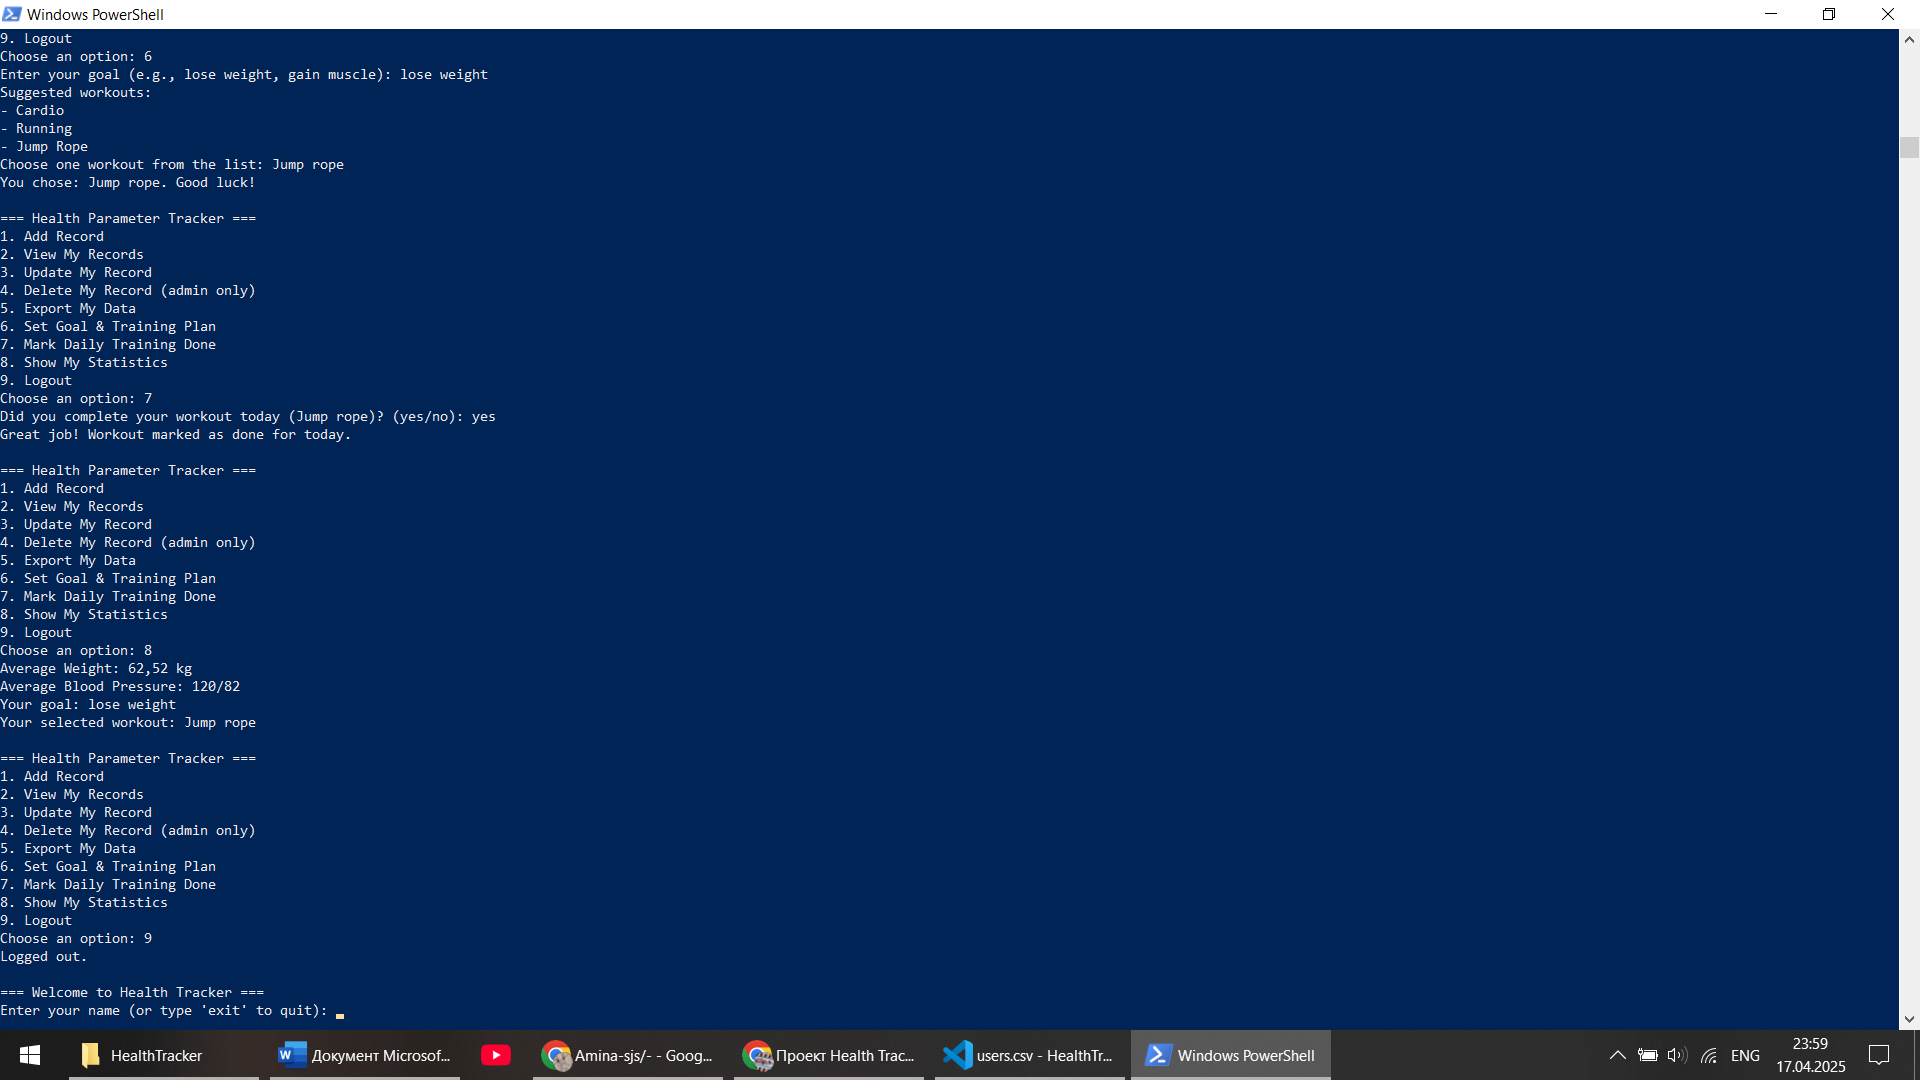 Windows PowerShell
9. Logout
Choose an option: 6
Enter your goal (e.g., lose weight, gain muscle): lose weight
Suggested workouts:
- Cardio
- Running
- Jump Rope
Choose one workout from the list: Jump rope
You chose: Jump rope. Good luck!
=== Health Parameter Tracker ===
1. Add Record
2. View My Records
3. Update My Record
4. Delete My Record (admin only)
5. Export My Data
6. Set Goal & Training Plan
7. Mark Daily Training Done
8. Show My Statistics
9. Logout
Choose an option: 7
Did you complete your workout today (Jump rope)? (yes/no): yes
Great job! Workout marked as done for today.
=== Health Parameter Tracker ===
1. Add Record
2. View My Records
3. Update My Record
4. Delete My Record (admin only)
5. Export My Data
6. Set Goal & Training Plan
7. Mark Daily Training Done
8. Show My Statistics
9. Logout
Choose an option: 8
Average Weight: 62,52 kg
Average Blood Pressure: 120/82
Your goal: lose weight
Your selected workout: Jump rope
=== Health Parameter Tracker ===
1. Add Record
2. View My Records
3. Update My Record
4. Delete My Record (admin only)
5. Export My Data
6. Set Goal & Training Plan
7. Mark Daily Training Done
8. Show My Statistics
9. Logout
Choose an option: 9
Logged out.
=== Welcome to Health Tracker ===
Enter your name (or type 'exit' to quit):
HealthTracker
Документ Microsof...
Amina-sjs/- - Goog...
Проект Health Trac...
users.csv - HealthTr...
Windows PowerShell
ENG
23:59
17.04.2025